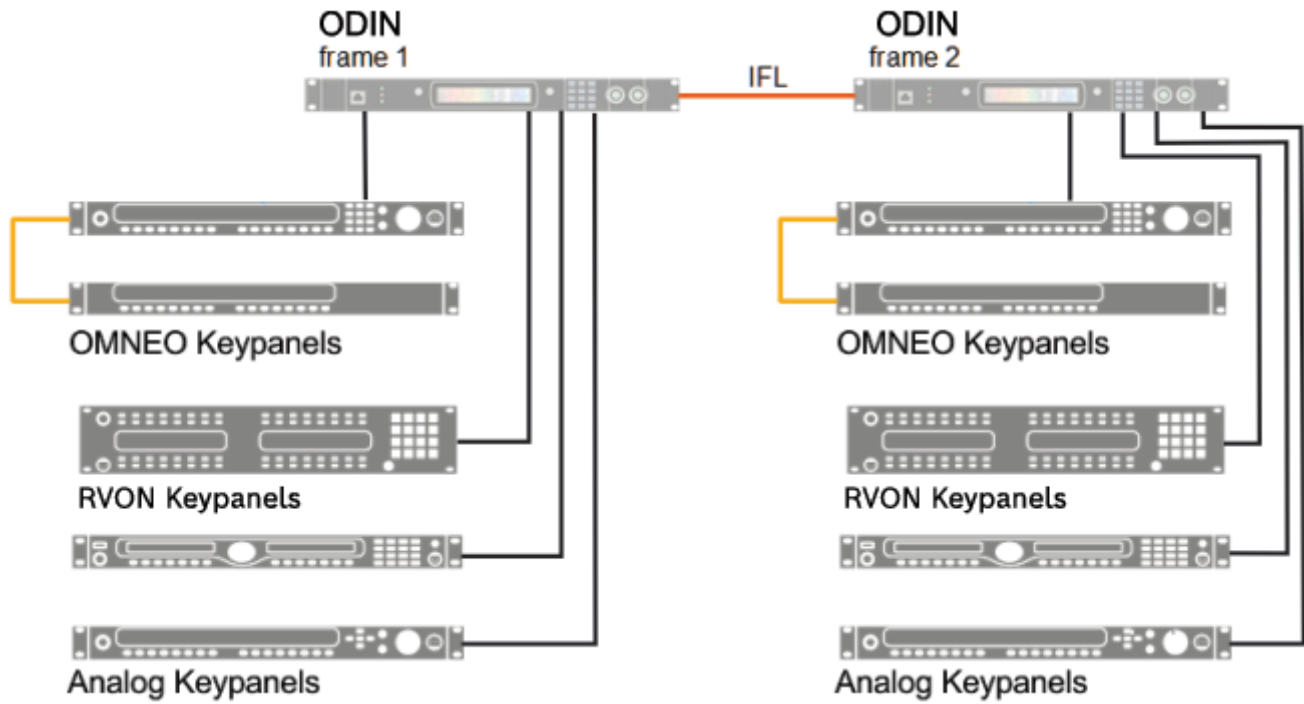 ODIN
frame 1
ODIN
frame 2
IFL
OMNEO Keypanels
OMNEO Keypanels
RVON Keypanels
RVON Keypanels
Analog Keypanels
Analog Keypanels